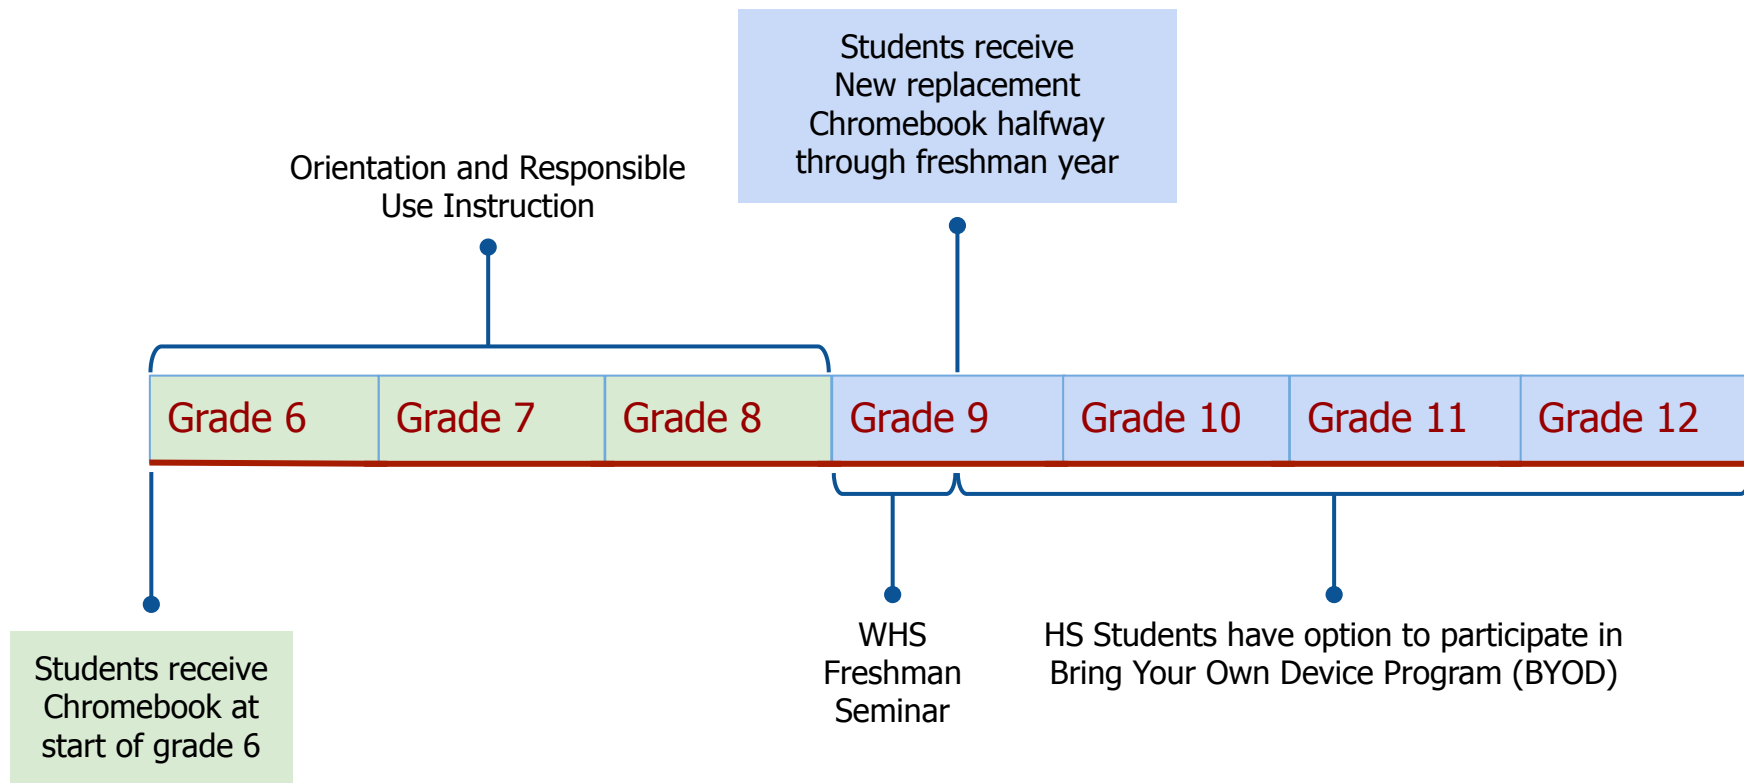 Students receive
New replacement
Chromebook halfway
through freshman year
Orientation and Responsible
Use Instruction
Grade 6
Grade 7
Grade 8
Grade 9
Grade 10
Grade 11
Grade 12
Students receive
Chromebook at
start of grade 6
WHS
Freshman
Seminar
HS Students have option to participate in
Bring Your Own Device Program (BYOD)